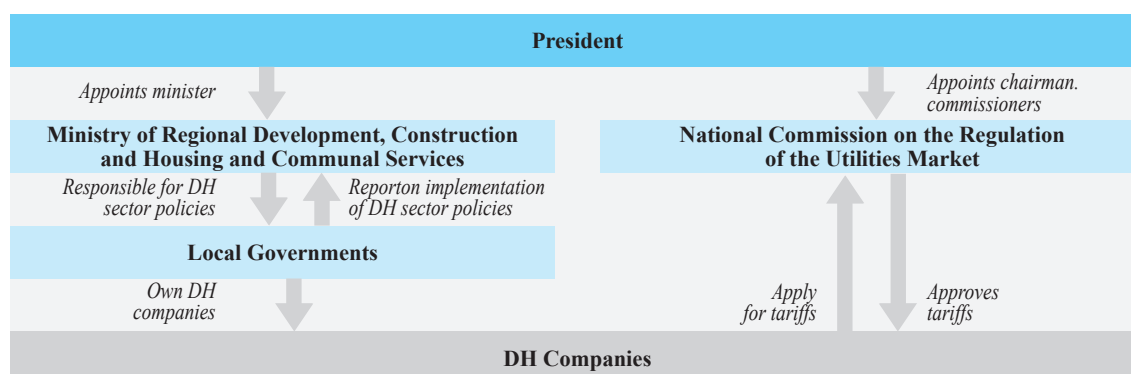 President
Appoints minister
Appoints chairman.
commissioners
Ministry of Regional Development, Construction
and Housing and Communal Services
National Commission on the Regulation
of the Utilities Market
Responsible for DH
sector policies
Reporton implementation
of DH sector policies
Local Governments
Own DH
companies
Apply
for tariffs
Approves
tariffs
DH Companies